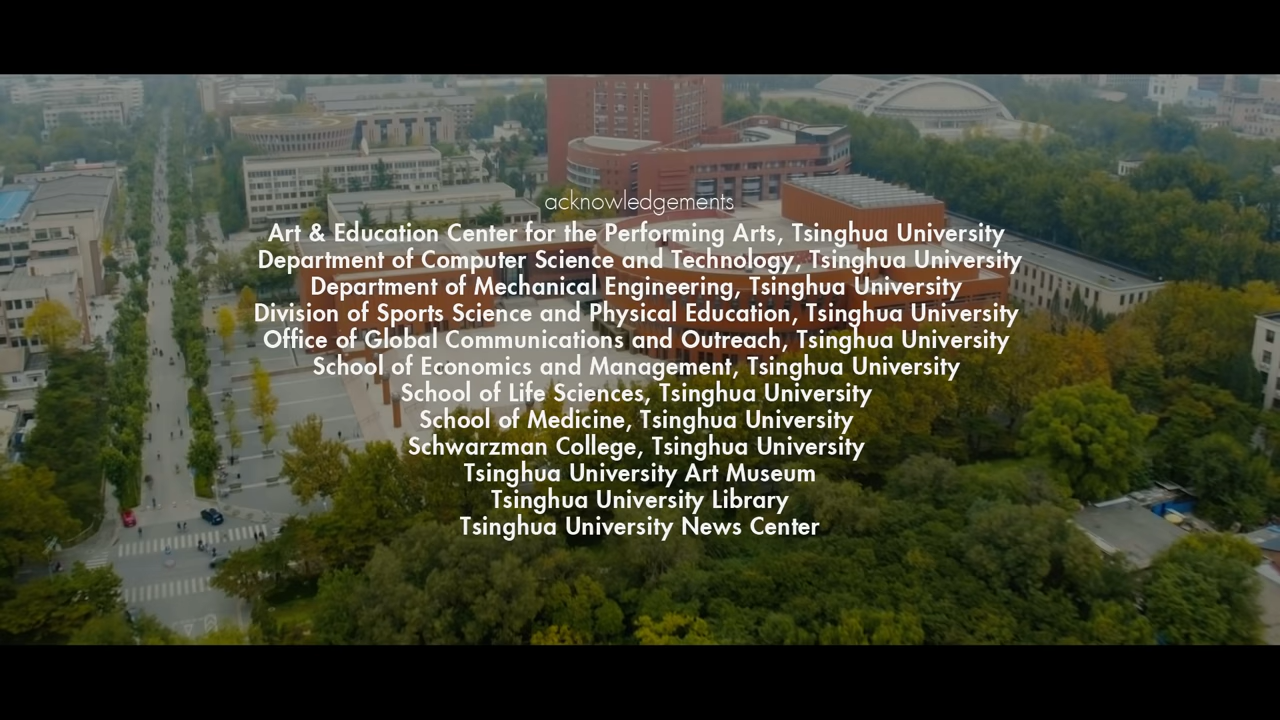 acknowledgements
Art & Education Center for the Performing Arts, Tsinghua University
Department of Computer Science and Technology, Tsinghua University
Department of Mechanical Engineering, Tsinghua University
Division of Sports Science and Physical Education, Tsinghua University
Office of Global Communications and Outreach, Tsinghua University
School of Economics and Management, Tsinghua University
School of Life Sciences, Tsinghua University
School of Medicine, Tsinghua University
Schwarzman College, Tsinghua University
Tsinghua University Art Museum
Tsinghua University Library
Tsinghua University News Center